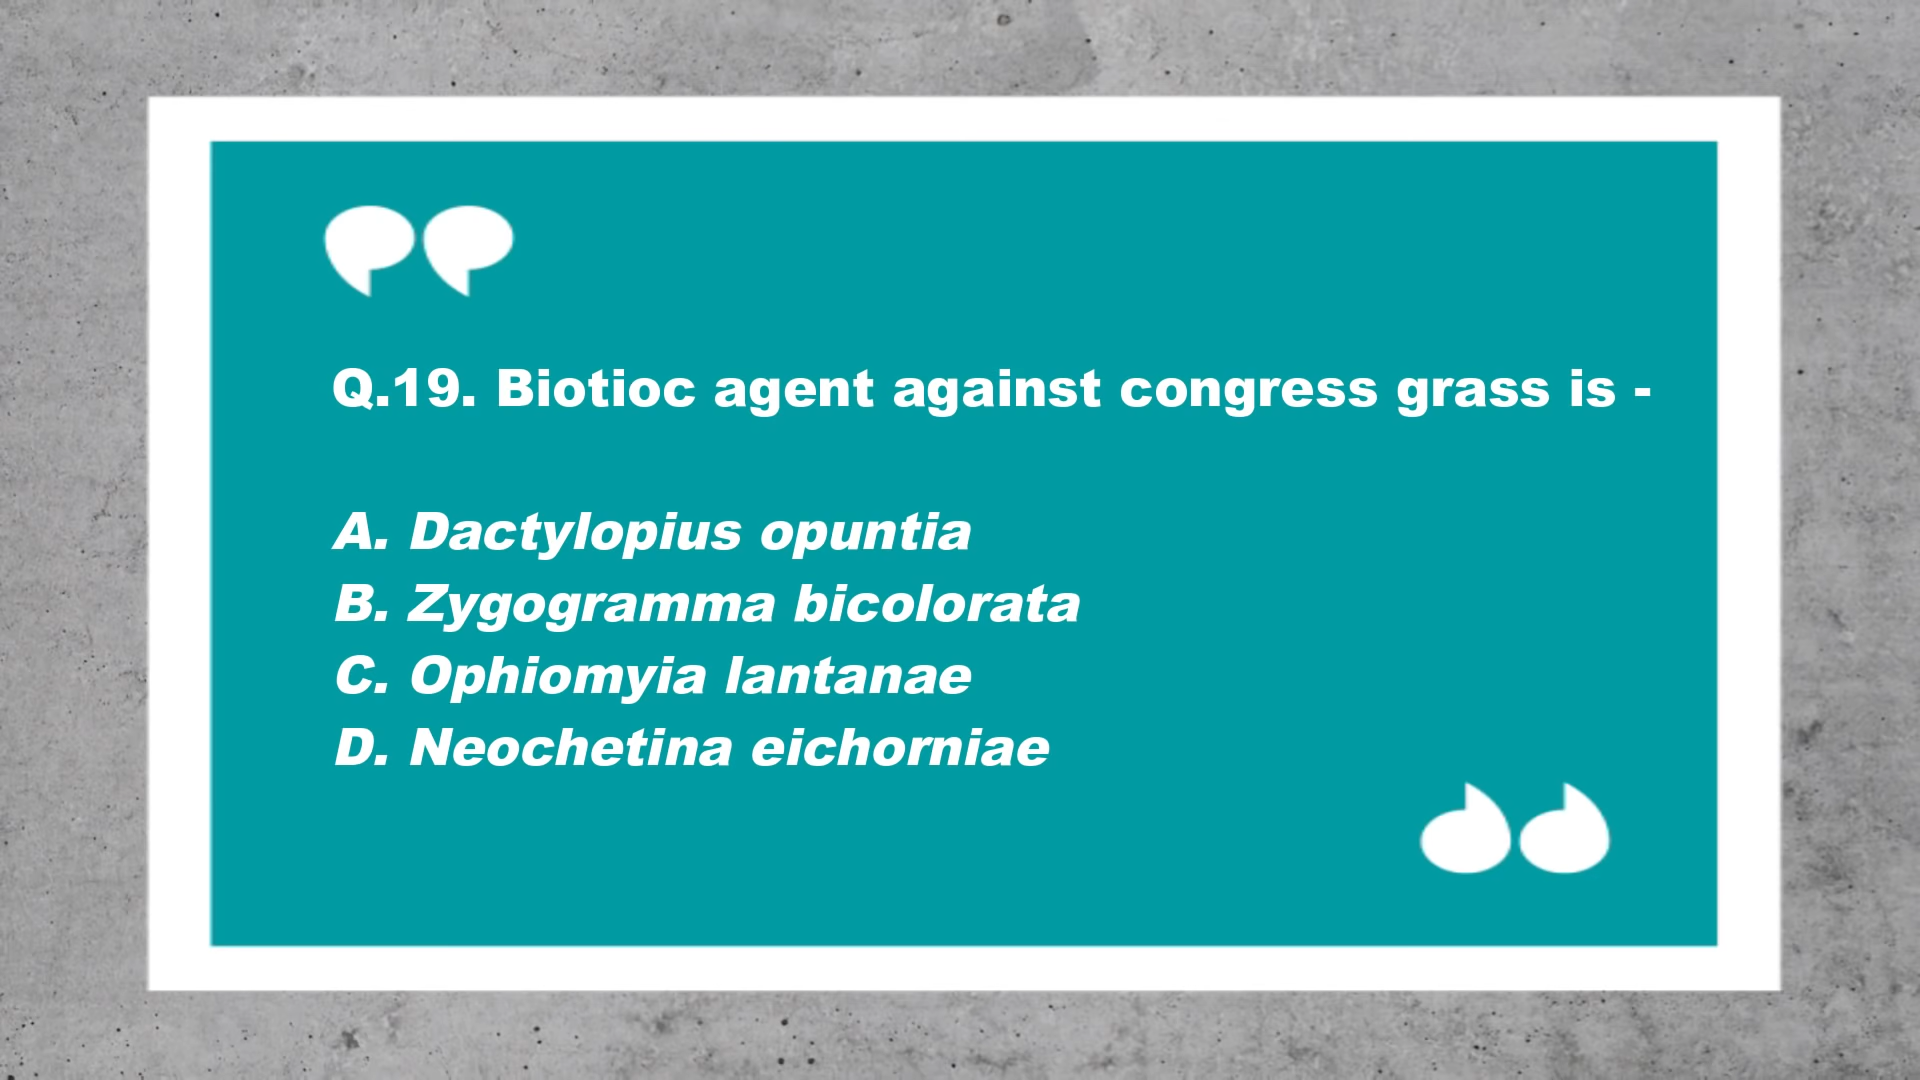 Q.19. Biotioc agent against congress grass is -
A. Dactylopius opuntia
B. Zygogramma bicolorata
C. Ophiomyia lantanae
D. Neochetina eichorniae